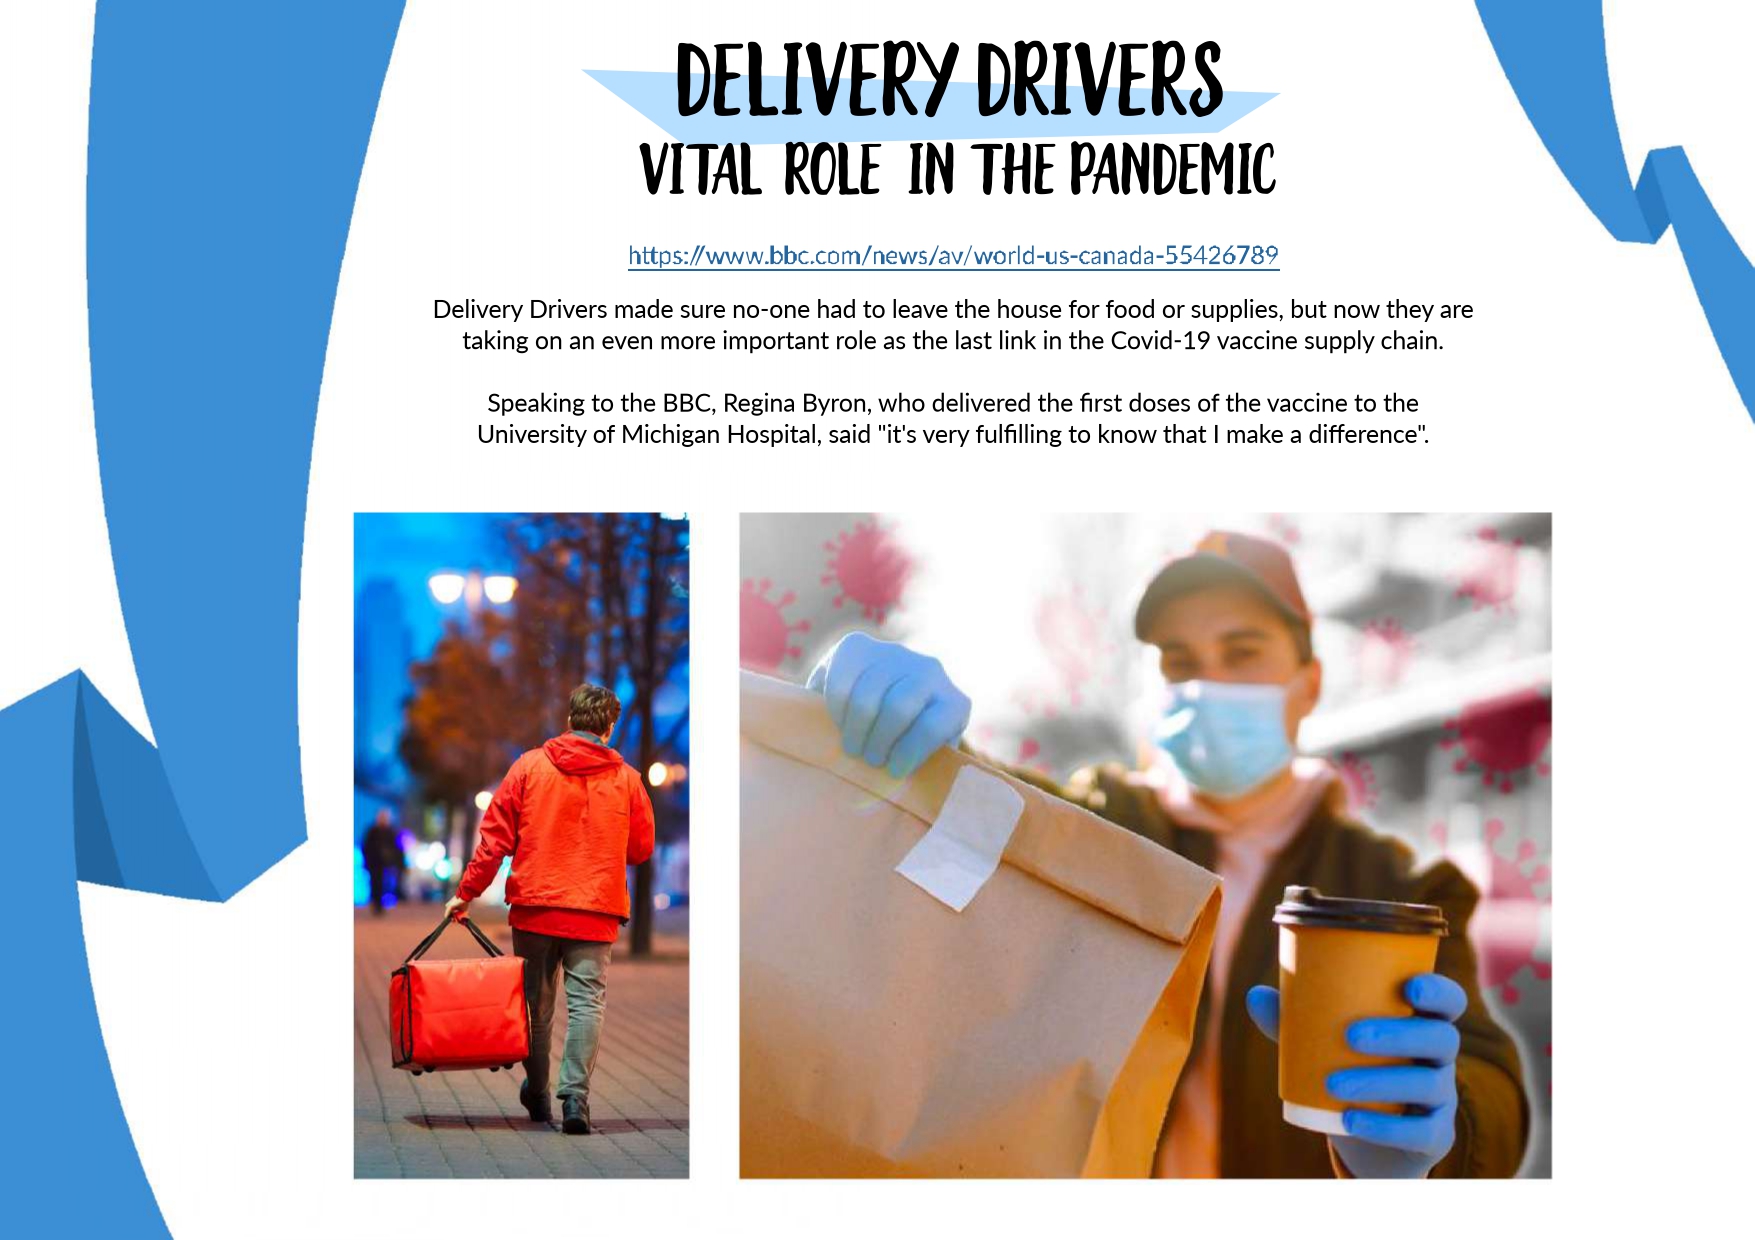 DELIVERY DRIVERS
VITAL ROLE IN THE PANDEMIC
https://www.bbc.com/news/av/world-us-canada-55426789
Delivery Drivers made sure no-one had to leave the house for food or supplies, but now they are
taking on an even more important role as the last link in the Covid-19 vaccine supply chain.
Speaking to the BBC, Regina Byron, who delivered the first doses of the vaccine to the
University of Michigan Hospital, said "it's very fulfilling to know that I make a difference".